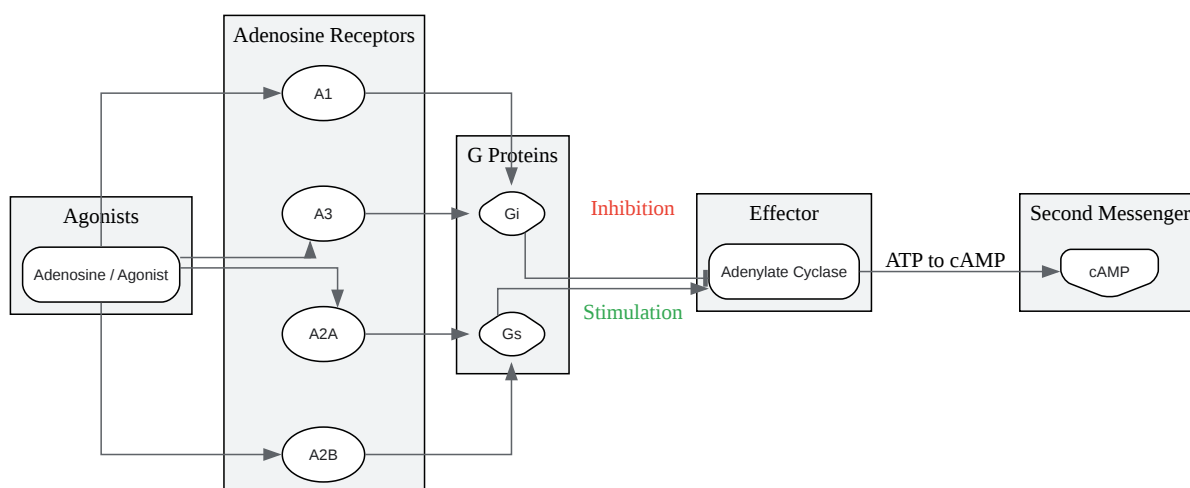 Adenosine Receptors
A1
G Proteins
Agonists
A3
Gi
Inhibition
Effector
Second Messenger
Adenosine / Agonist
Adenylate Cyclase
ATP to cAMP
cAMP
Stimulation
A2A
Gs
A2B